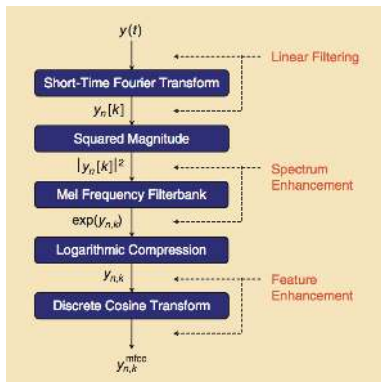 y(t)
Linear Filtering
Short-Time Fourier Transform
yₙ[k]
Squared Magnitude
|yₙ[k]|²
Spectrum
Enhancement
Mel Frequency Filterbank
exp(yₙ,ₖ)
Logarithmic Compression
yₙ,ₖ
Feature
Enhancement
Discrete Cosine Transform
yₙ,ₖᵐᶠᶜᶜ